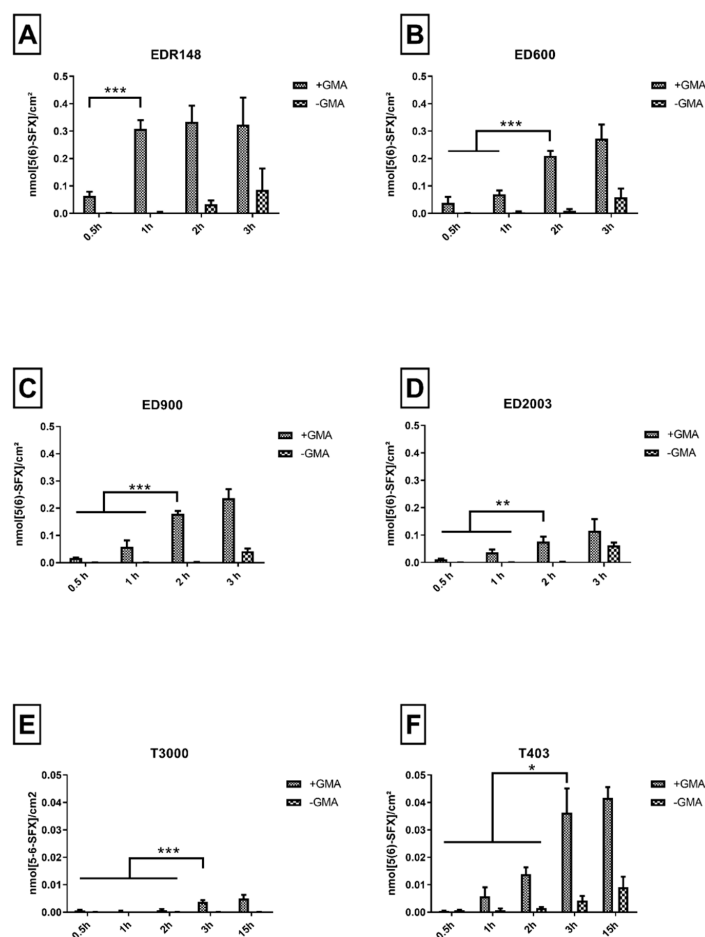 A
EDR148
nmol[5(6)-SFX]/cm²
0.5
0.4
0.3
0.2
0.1
0.0
***
0.5h
1h
2h
3h
+GMA
-GMA
B
ED600
nmol[5(6)-SFX]/cm²
0.5
0.4
0.3
0.2
0.1
0.0
***
0.5h
1h
2h
3h
+GMA
-GMA
C
ED900
nmol[5(6)-SFX]/cm²
0.5
0.4
0.3
0.2
0.1
0.0
***
0.5 h
1 h
2 h
3 h
+GMA
-GMA
D
ED2003
nmol[5(6)-SFX]/cm²
0.5
0.4
0.3
0.2
0.1
0.0
**
0.5 h
1 h
2 h
3 h
+GMA
-GMA
E
T3000
nmol[5-6-SFX]/cm2
0.05
0.04
0.03
0.02
0.01
0.00
***
0.5h
1h
2h
3h
15h
+GMA
-GMA
F
T403
nmol[5(6)-SFX]/cm²
0.05
0.04
0.03
0.02
0.01
0.00
*
0.5h
1h
2h
3h
15h
+GMA
-GMA